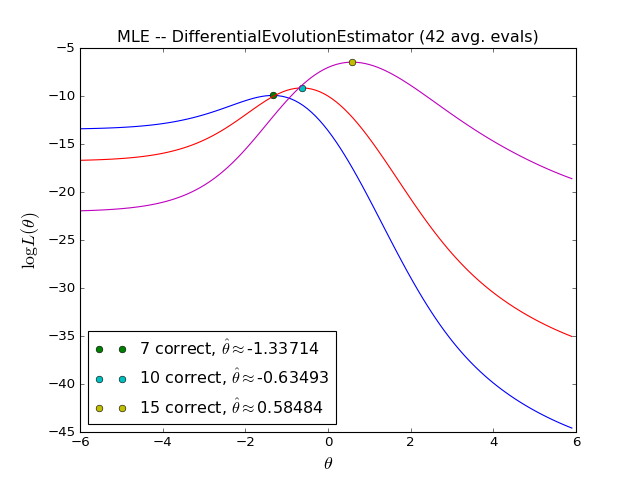 MLE -- DifferentialEvolutionEstimator (42 avg. evals)
−5
−10
−15
−20
−25
−30
−35
−40
−45
log L(θ)
7 correct, θ̂ ≈ -1.33714
10 correct, θ̂ ≈ -0.63493
15 correct, θ̂ ≈ 0.58484
−6 −4 −2 0 2 4 6
θ